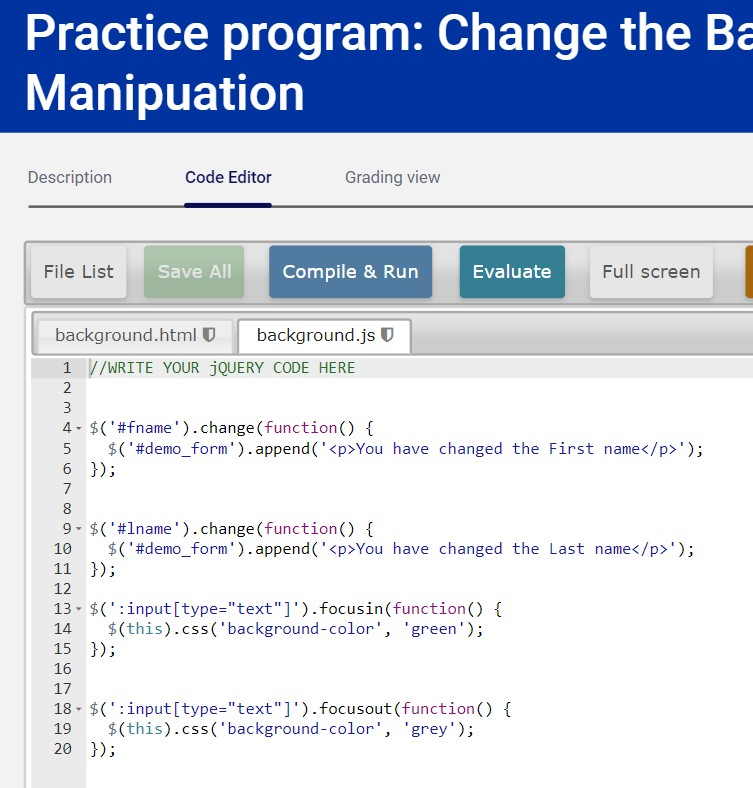 Practice program: Change the Ba
Manipuation
Description Code Editor Grading view
File List Save All Compile & Run Evaluate Full screen
background.html background.js
1 //WRITE YOUR jQUERY CODE HERE
2
3
4 $('#fname').change(function() {
5 $('#demo_form').append('<p>You have changed the First name</p>');
6 });
7
8
9 $('#lname').change(function() {
10 $('#demo_form').append('<p>You have changed the Last name</p>');
11 });
12
13 $(':input[type="text"]').focusin(function() {
14 $(this).css('background-color', 'green');
15 });
16
17
18 $(':input[type="text"]').focusout(function() {
19 $(this).css('background-color', 'grey');
20 });